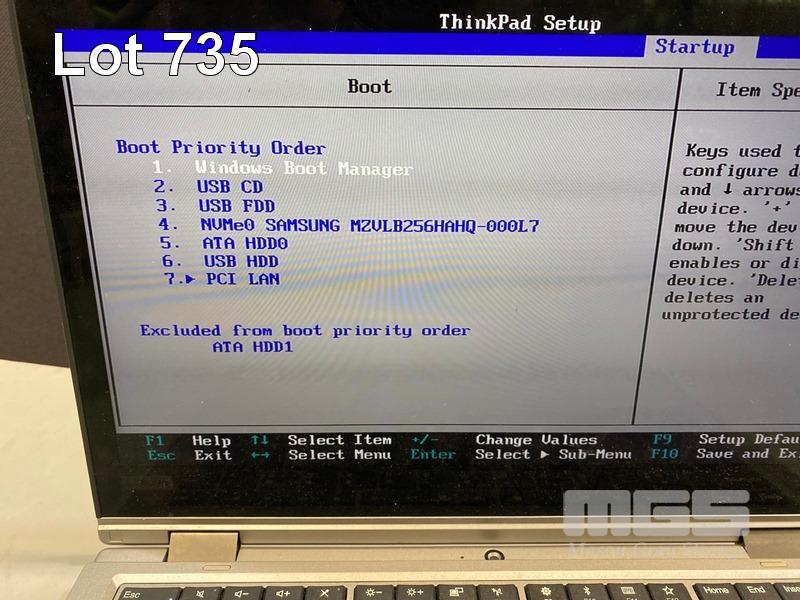 ThinkPad Setup
Lot 735
Startup
Boot
Item Spe
Boot Priority Order
1. Windows Boot Manager
2. USB CD
3. USB FDD
4. NVMe0 SAMSUNG MZVLB256HAHQ-000L7
5. ATA HDD0
6. USB HDD
7.▶ PCI LAN
Excluded from boot priority order
ATA HDD1
Keys used t
configure d
and ↓ arrows
device. '+'
move the dev
down. 'Shift
enables or di
device. 'Dele
deletes an
unprotected de
F1 Help ↑↓ Select Item +/- Change Values F9 Setup Defau
Esc Exit ←→ Select Menu Enter Select ▶ Sub-Menu F10 Save and Ex
MGS
Esc
Home
End
Inse